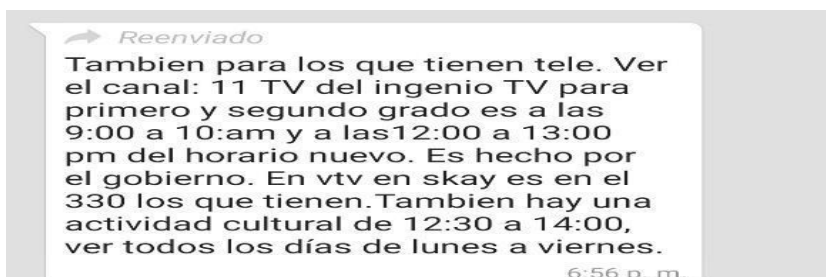 Reenviado
Tambien para los que tienen tele. Ver
el canal: 11 TV del ingenio TV para
primero y segundo grado es a las
9:00 a 10:am y a las12:00 a 13:00
pm del horario nuevo. Es hecho por
el gobierno. En vtv en skay es en el
330 los que tienen.Tambien hay una
actividad cultural de 12:30 a 14:00,
ver todos los días de lunes a viernes.
6:56 p. m.